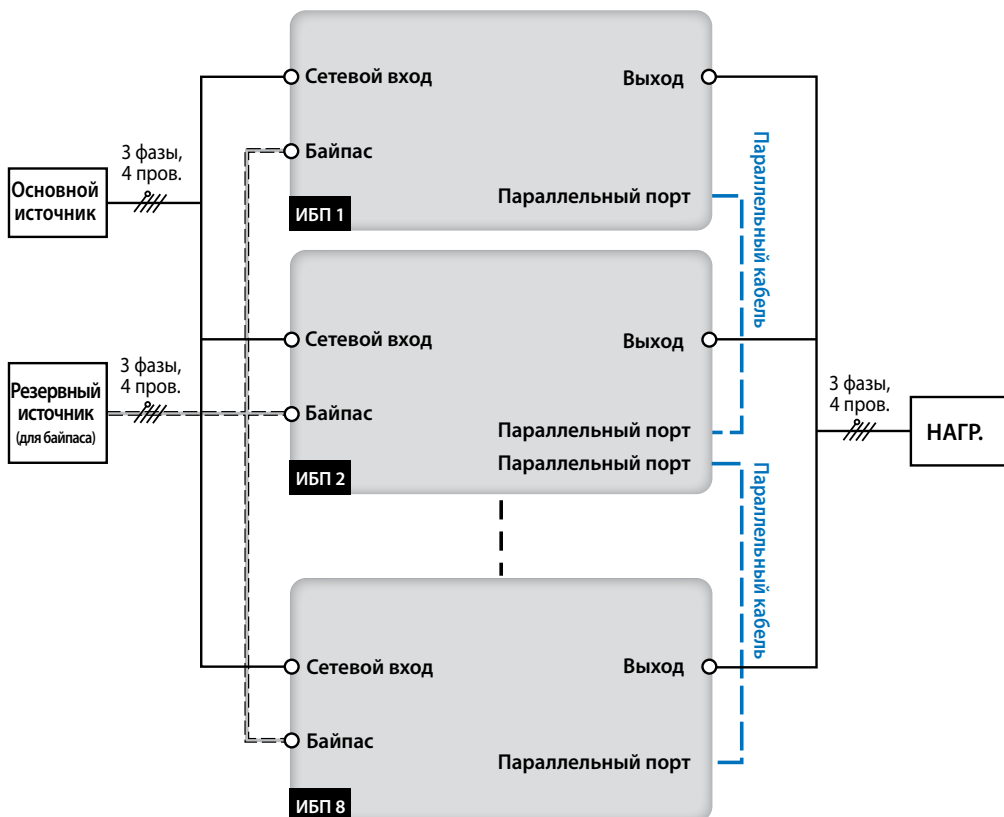 Сетевой вход
Выход
Байпас
3 фазы,
4 пров.
Основной
источник
Параллельный порт
ИБП 1
Параллельный кабель
Сетевой вход
Выход
3 фазы,
4 пров.
Резервный
источник
(для байпаса)
Байпас
3 фазы,
4 пров.
НАГР.
Параллельный порт
Параллельный порт
ИБП 2
Параллельный кабель
Сетевой вход
Выход
Байпас
Параллельный порт
ИБП 8